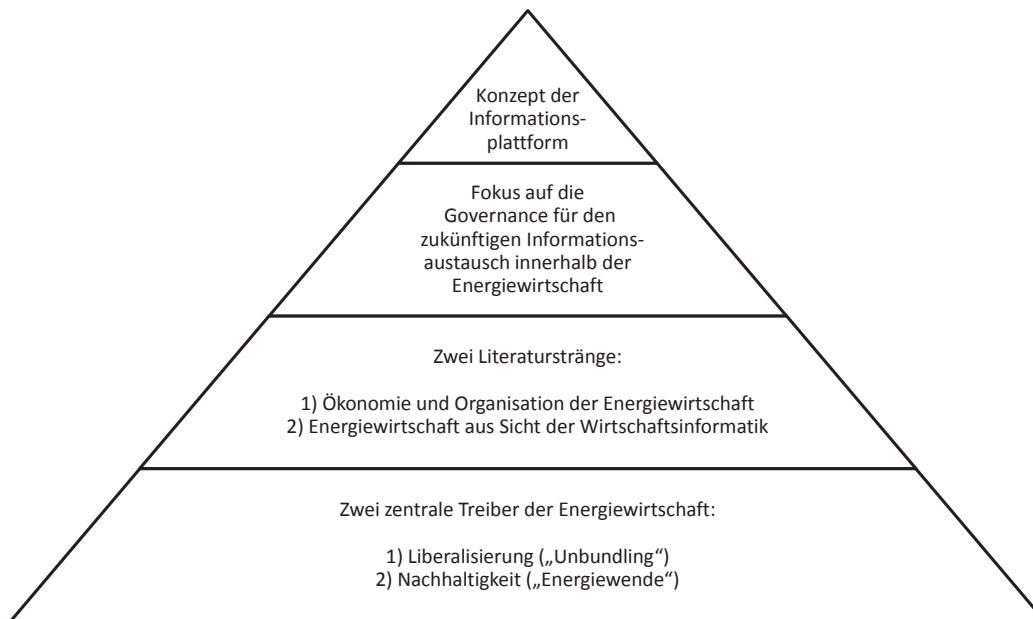 Konzept der
Informations-
plattform
Fokus auf die
Governance für den
zukünftigen Informations-
austausch innerhalb der
Energiewirtschaft
Zwei Literaturstränge:
1) Ökonomie und Organisation der Energiewirtschaft
2) Energiewirtschaft aus Sicht der Wirtschaftsinformatik
Zwei zentrale Treiber der Energiewirtschaft:
1) Liberalisierung („Unbundling“)
2) Nachhaltigkeit („Energiewende“)